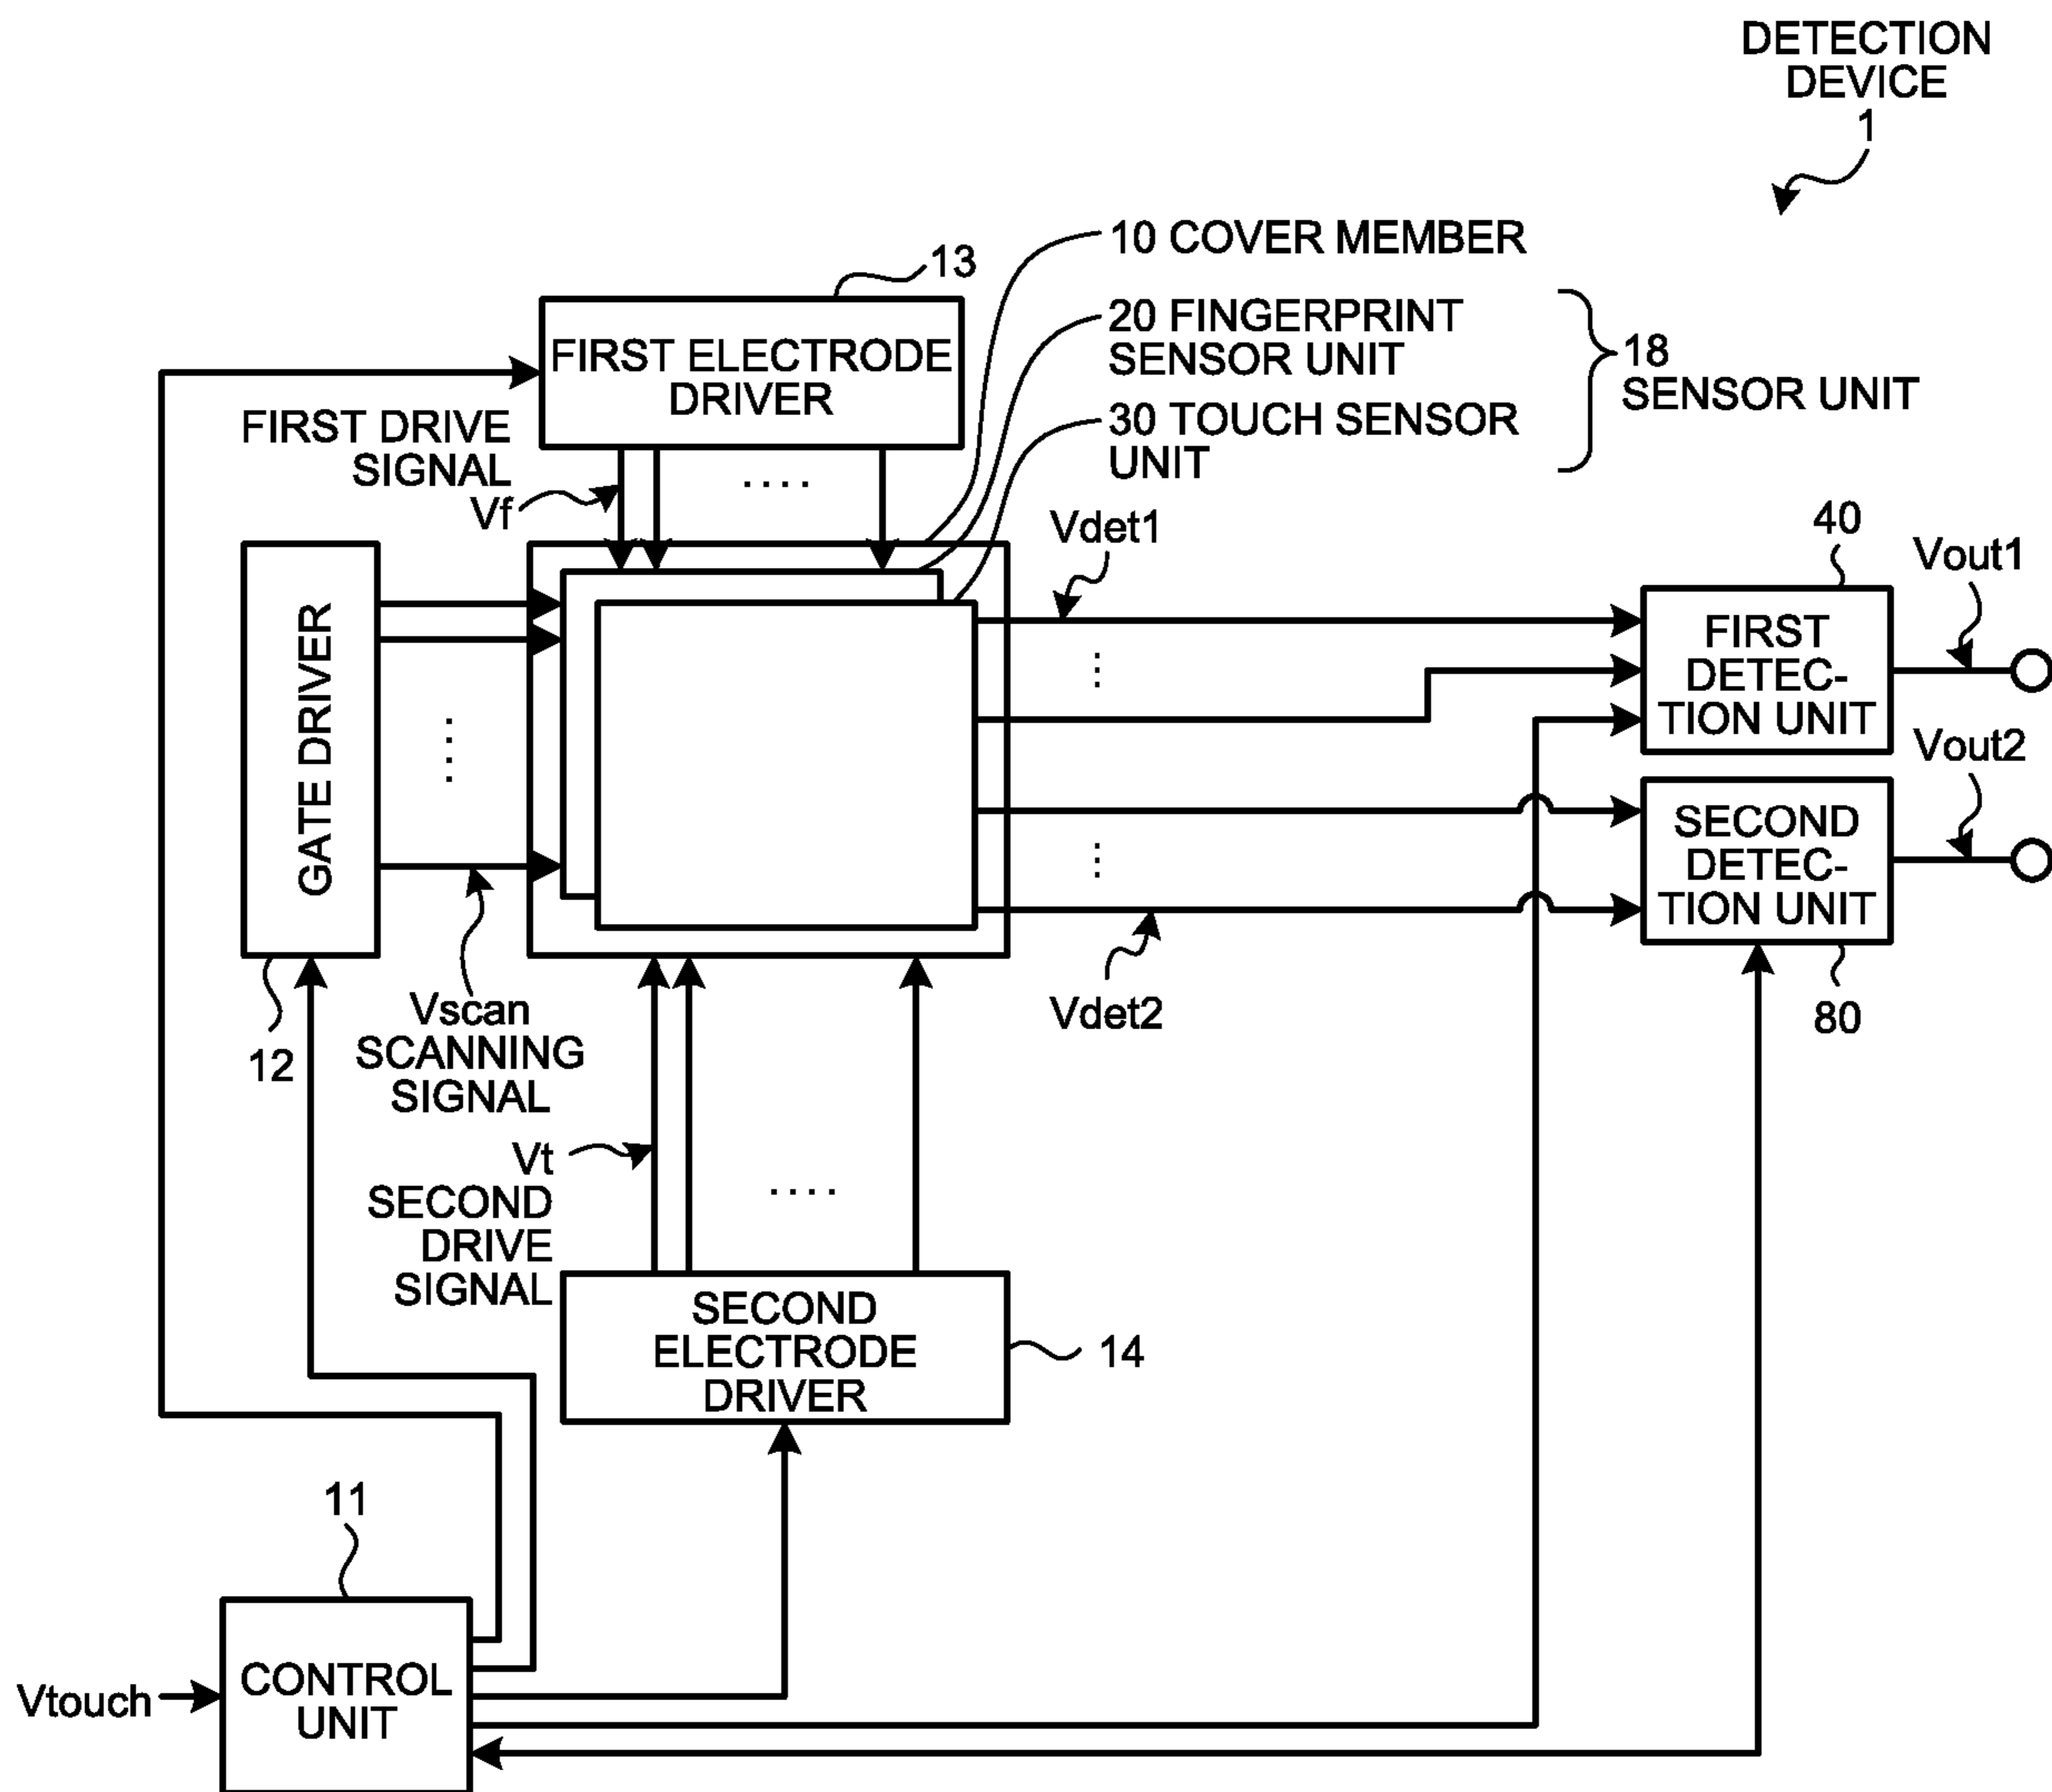 DETECTION
DEVICE
1
10 COVER MEMBER
13
20 FINGERPRINT
SENSOR UNIT
18
SENSOR UNIT
30 TOUCH SENSOR
UNIT
FIRST ELECTRODE
DRIVER
FIRST DRIVE
SIGNAL
Vf
....
Vdet1
40
Vout1
GATE DRIVER
FIRST
DETEC-
TION UNIT
Vout2
SECOND
DETEC-
TION UNIT
12
Vscan
SCANNING
SIGNAL
Vdet2
80
Vt
SECOND
DRIVE
SIGNAL
....
SECOND
ELECTRODE
DRIVER
14
11
Vtouch
CONTROL
UNIT